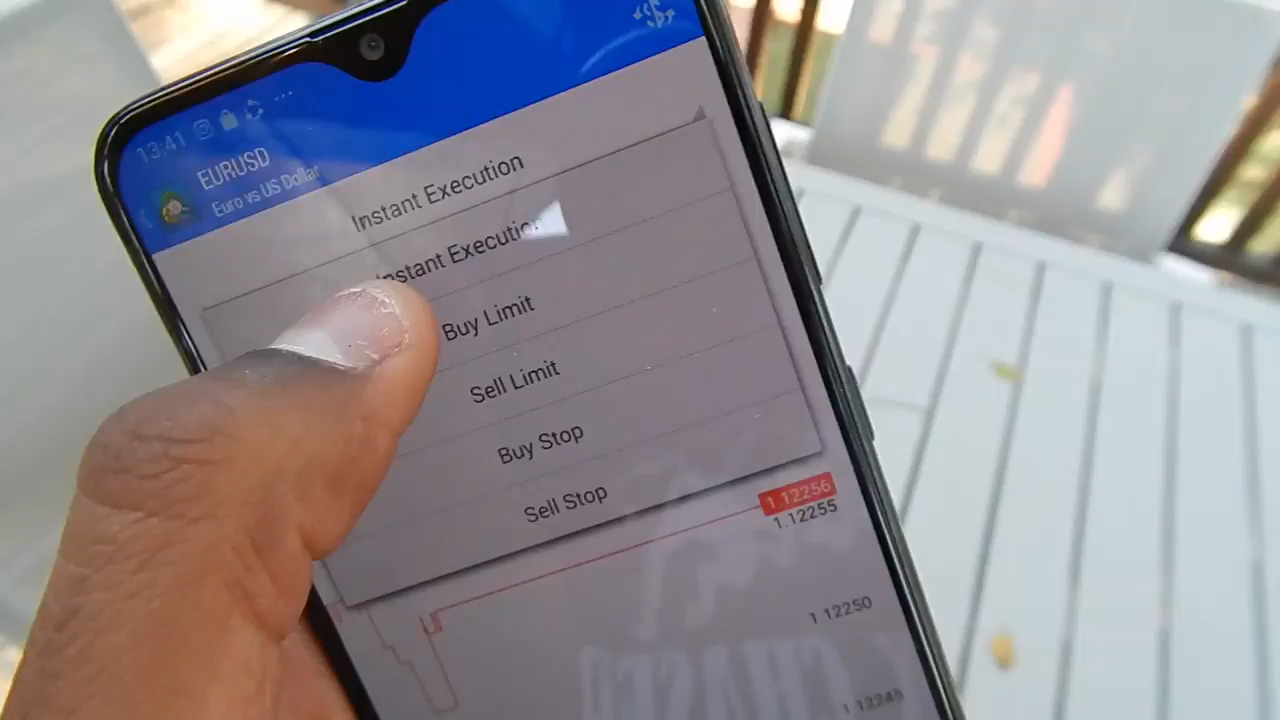 13:41
EURUSD
Euro vs US Dollar
Instant Execution
Instant Execution
Buy Limit
Sell Limit
Buy Stop
Sell Stop
1.12256
1.12255
1.12250
1.12245